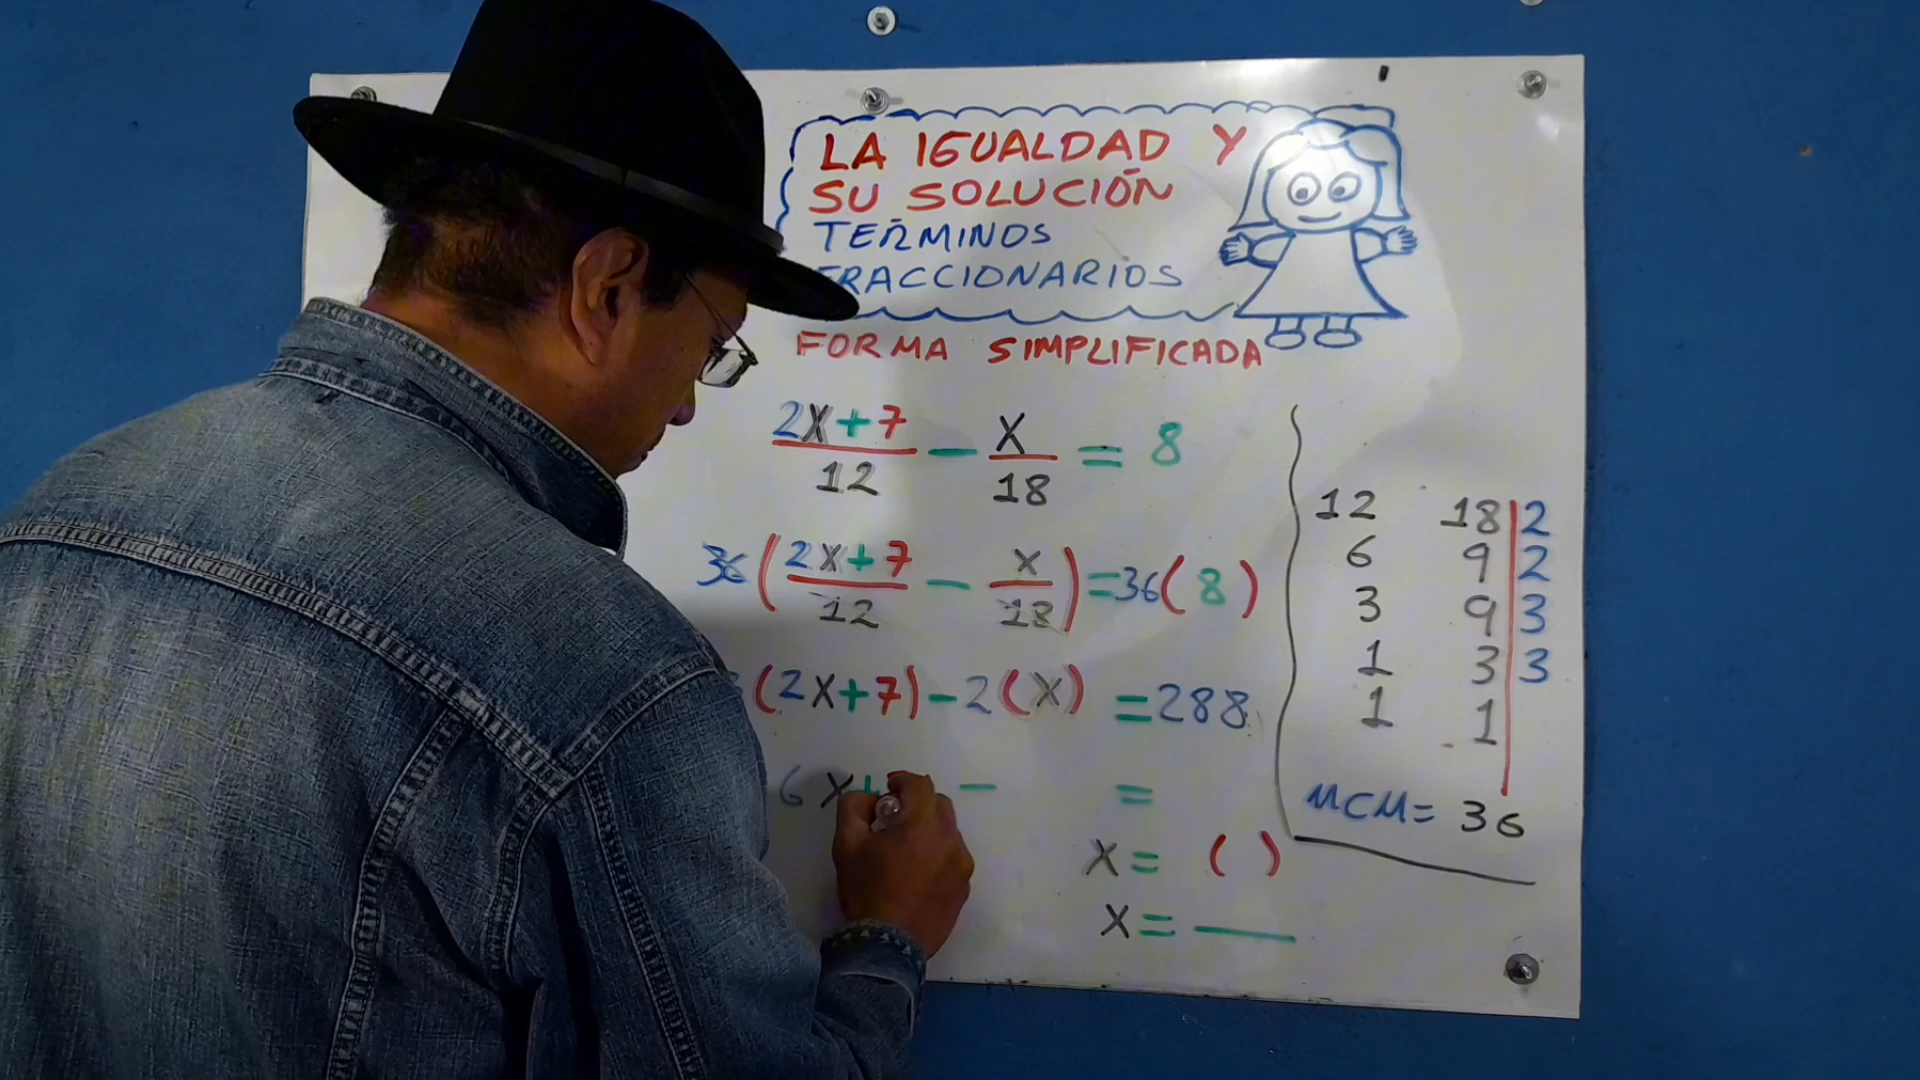 LA IGUALDAD Y
SU SOLUCIÓN
TERMINOS
FRACCIONARIOS
FORMA SIMPLIFICADA
2X+7 / 12 - X / 18 = 8
36 ( 2X+7 / 12 - X / 18 ) = 36 ( 8 )
(2X+7) - 2 (X) = 288
6X+ - =
X = ( )
X =
12 18 | 2
6 9 | 2
3 9 | 3
1 3 | 3
1 1 |
MCM = 36